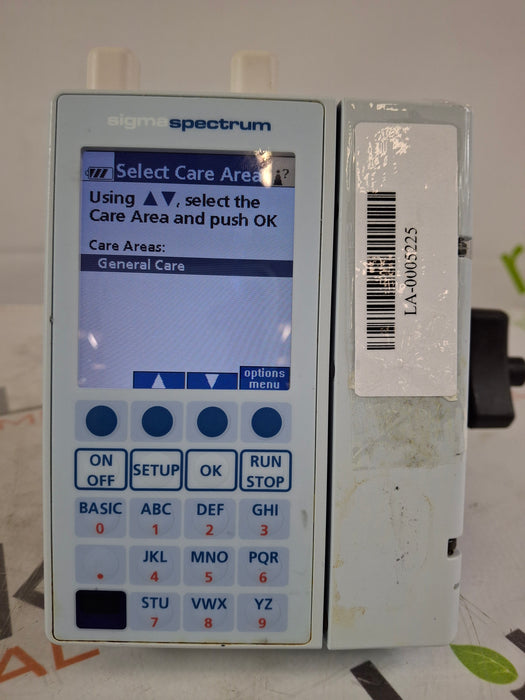 sigmaspectrum
Select Care Area
?
Using ▲▼, select the
Care Area and push OK
Care Areas:
General Care
options
menu
ON
OFF
SETUP
OK
RUN
STOP
BASIC
0
ABC
1
DEF
2
GHI
3
.
JKL
4
MNO
5
PQR
6
STU
7
VWX
8
YZ
9
LA-0005225